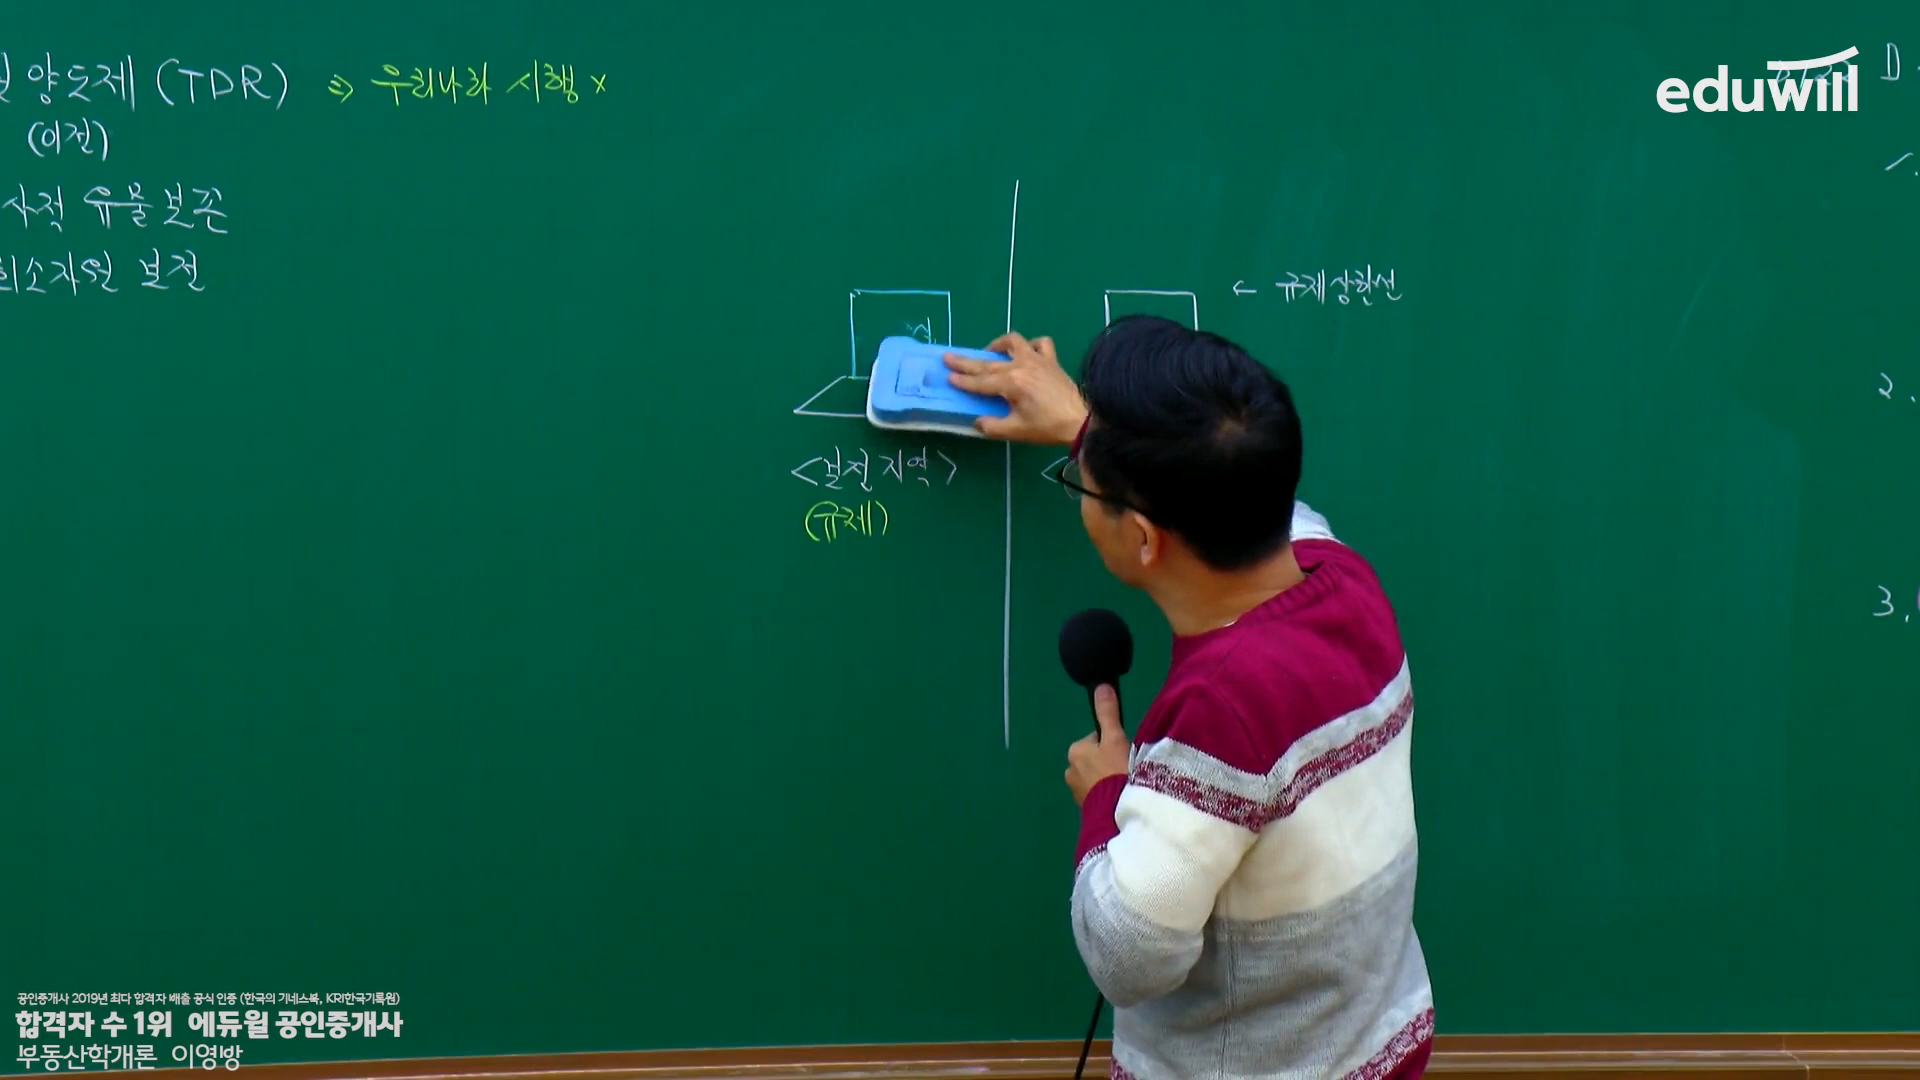 양도제 (TDR) ⇒ 우리나라 시행 x
(이전)
사적 유물 보존
희소자원 보전
← 규제상한선
<보전 지역>
(규제)
2.
3.
eduwill
공인중개사 2019년 최다 합격자 배출 공식 인증 (한국의 기네스북, KRI한국기록원)
합격자 수 1위 에듀윌 공인중개사
부동산학개론 이영방